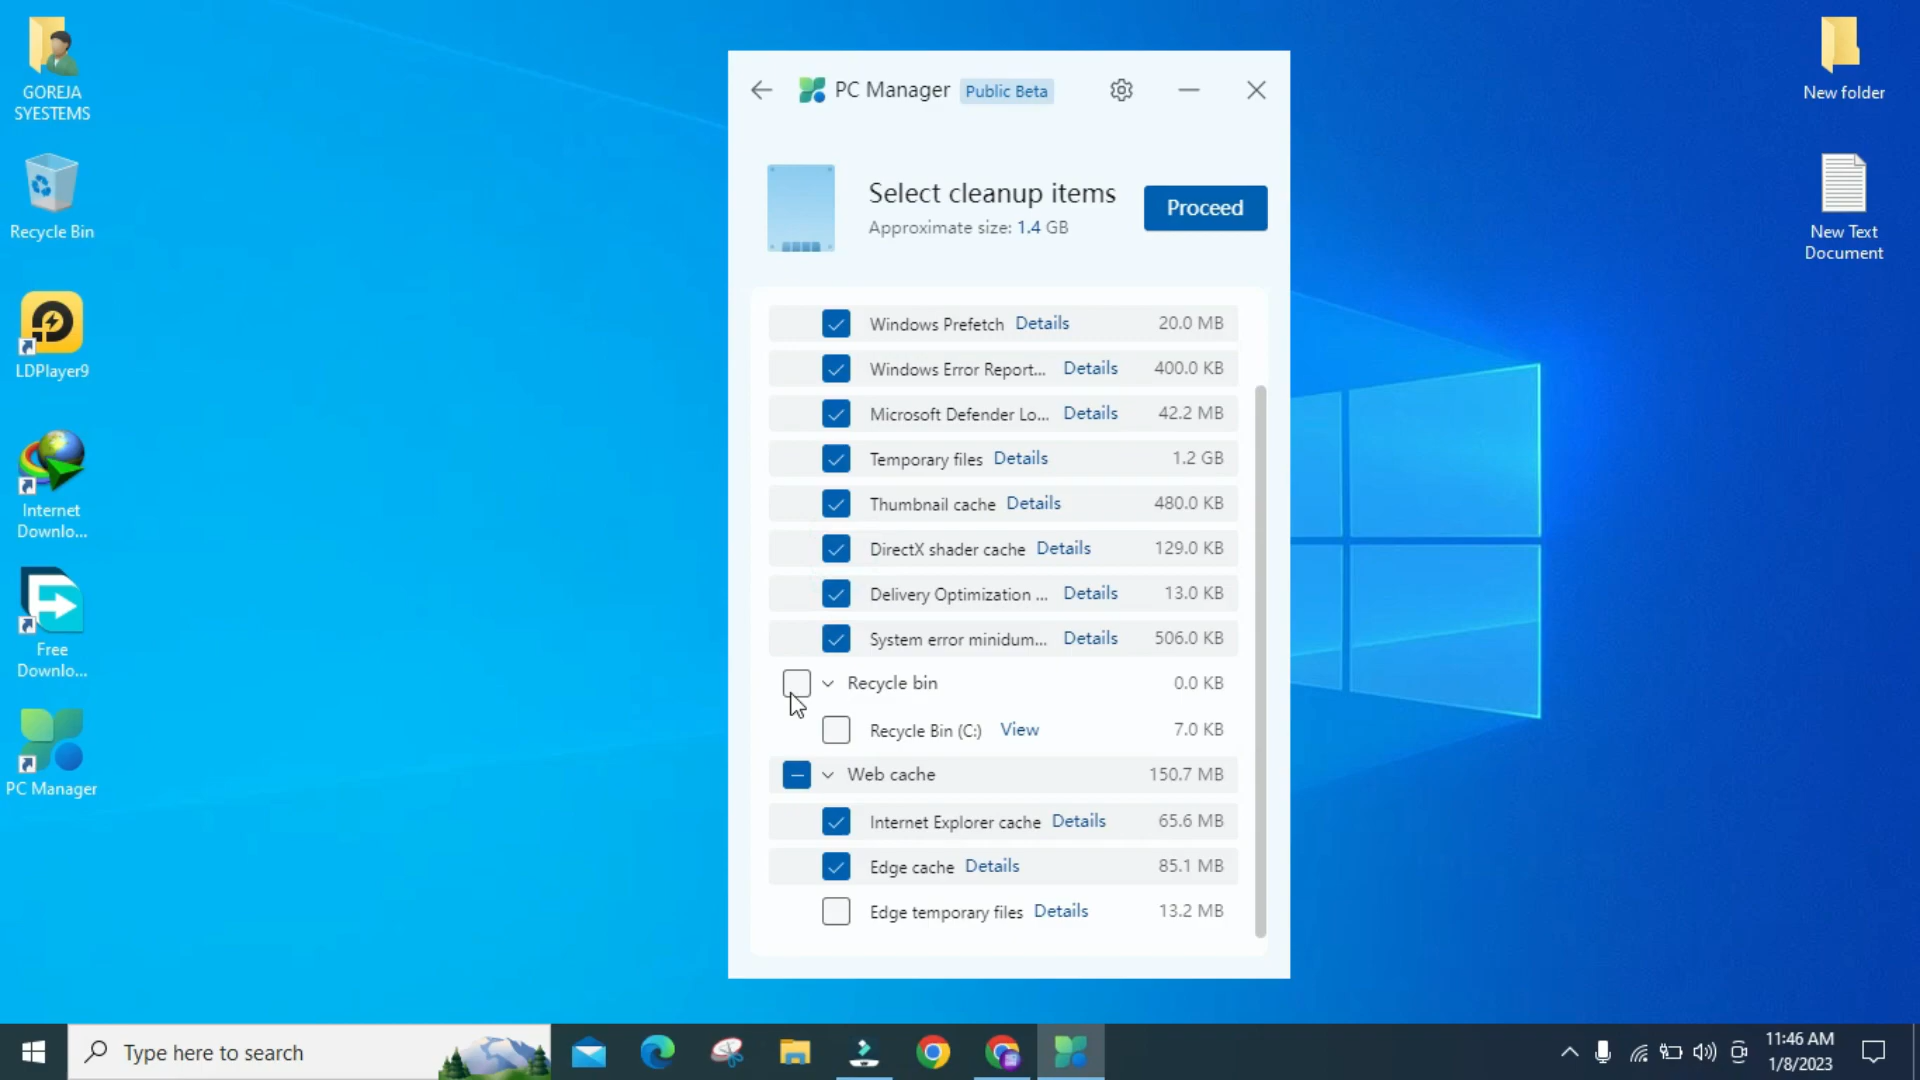 GOREJA
SYESTEMS
Recycle Bin
LDPlayer9
Internet
Downlo...
Free
Downlo...
PC Manager
PC Manager Public Beta
Select cleanup items
Approximate size: 1.4 GB
Proceed
Windows Prefetch Details 20.0 MB
Windows Error Report... Details 400.0 KB
Microsoft Defender Lo... Details 42.2 MB
Temporary files Details 1.2 GB
Thumbnail cache Details 480.0 KB
DirectX shader cache Details 129.0 KB
Delivery Optimization ... Details 13.0 KB
System error minidum... Details 506.0 KB
Recycle bin 0.0 KB
Recycle Bin (C:) View 7.0 KB
Web cache 150.7 MB
Internet Explorer cache Details 65.6 MB
Edge cache Details 85.1 MB
Edge temporary files Details 13.2 MB
New folder
New Text
Document
Type here to search
11:46 AM
1/8/2023